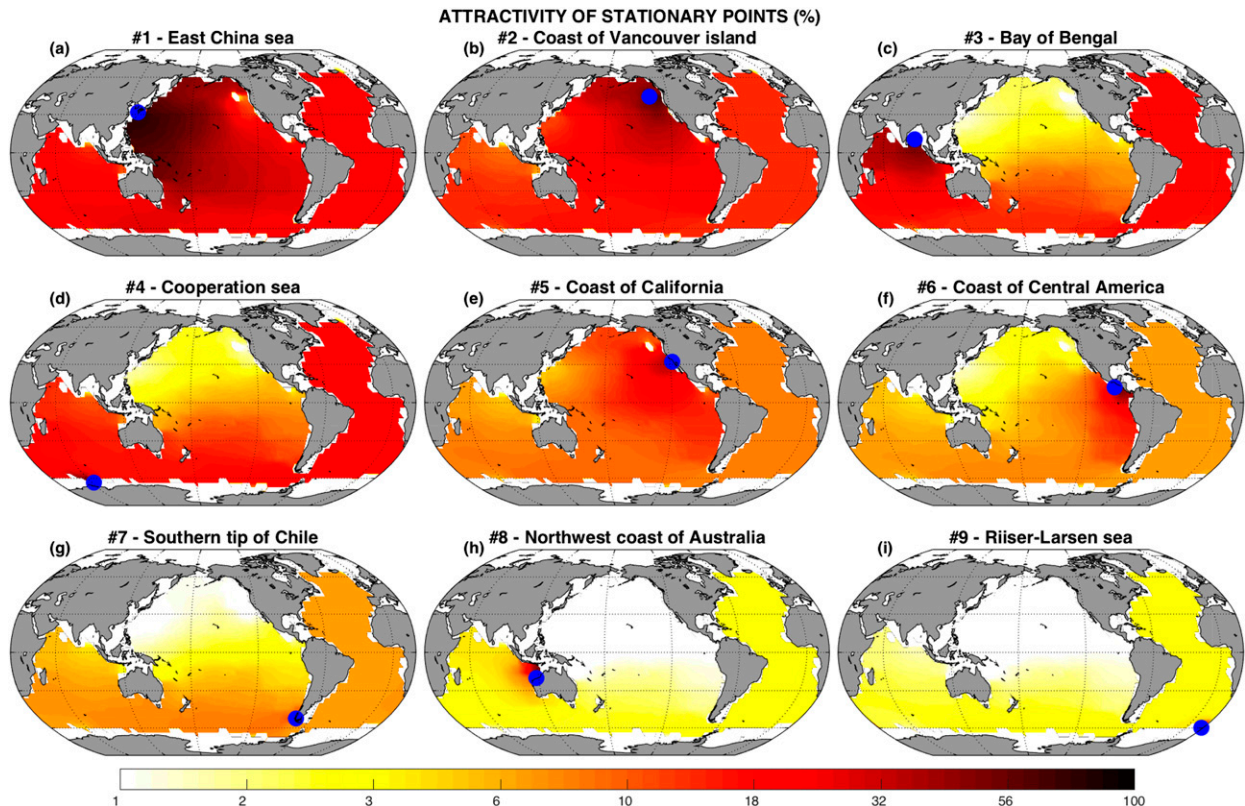 ATTRACTIVITY OF STATIONARY POINTS (%)
(a) #1 - East China sea
(b) #2 - Coast of Vancouver island
(c) #3 - Bay of Bengal
(d) #4 - Cooperation sea
(e) #5 - Coast of California
(f) #6 - Coast of Central America
(g) #7 - Southern tip of Chile
(h) #8 - Northwest coast of Australia
(i) #9 - Riiser-Larsen sea
1 2 3 6 10 18 32 56 100